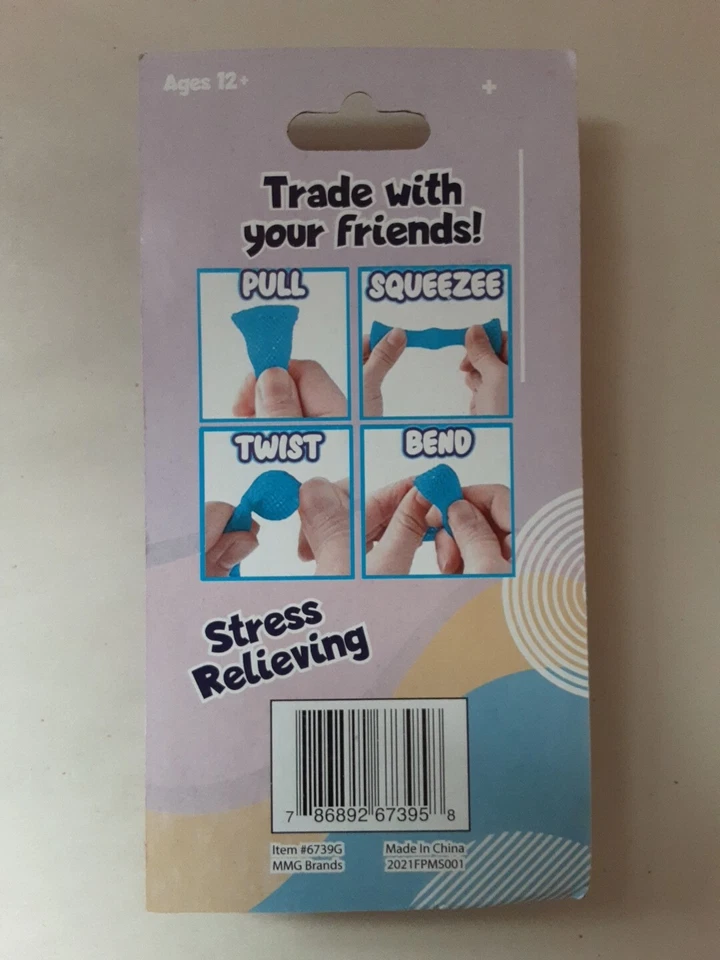 Ages 12+
Trade with
your friends!
PULL
SQUEEZEE
TWIST
BEND
Stress
Relieving
7 86892 67395 8
Item #6739G
MMG Brands
Made In China
2021FPMS001